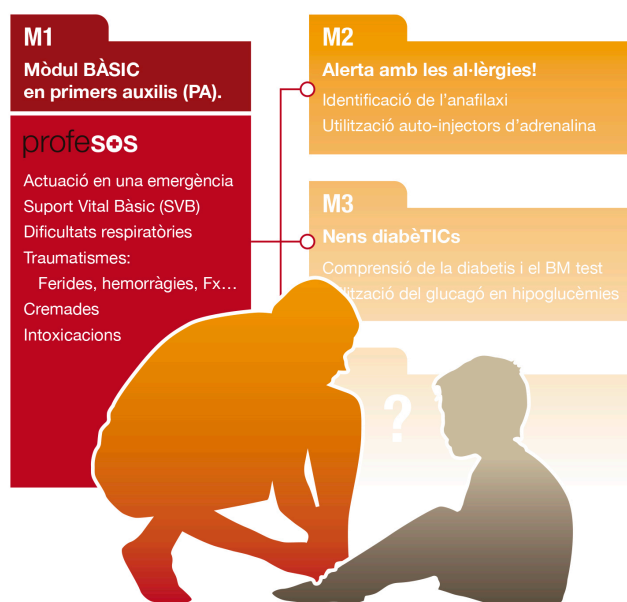 M1
Mòdul BÀSIC
en primers auxilis (PA).
profesos
Actuació en una emergència
Suport Vital Bàsic (SVB)
Dificultats respiratòries
Traumatismes:
Ferides, hemorràgies, Fx…
Cremades
Intoxicacions
M2
Alerta amb les al·lèrgies!
Identificació de l'anafilaxi
Utilització auto-injectors d'adrenalina
M3
Nens diabèTICs
Comprensió de la diabetis i el BM test
del glucagó en hipoglucèmies
?